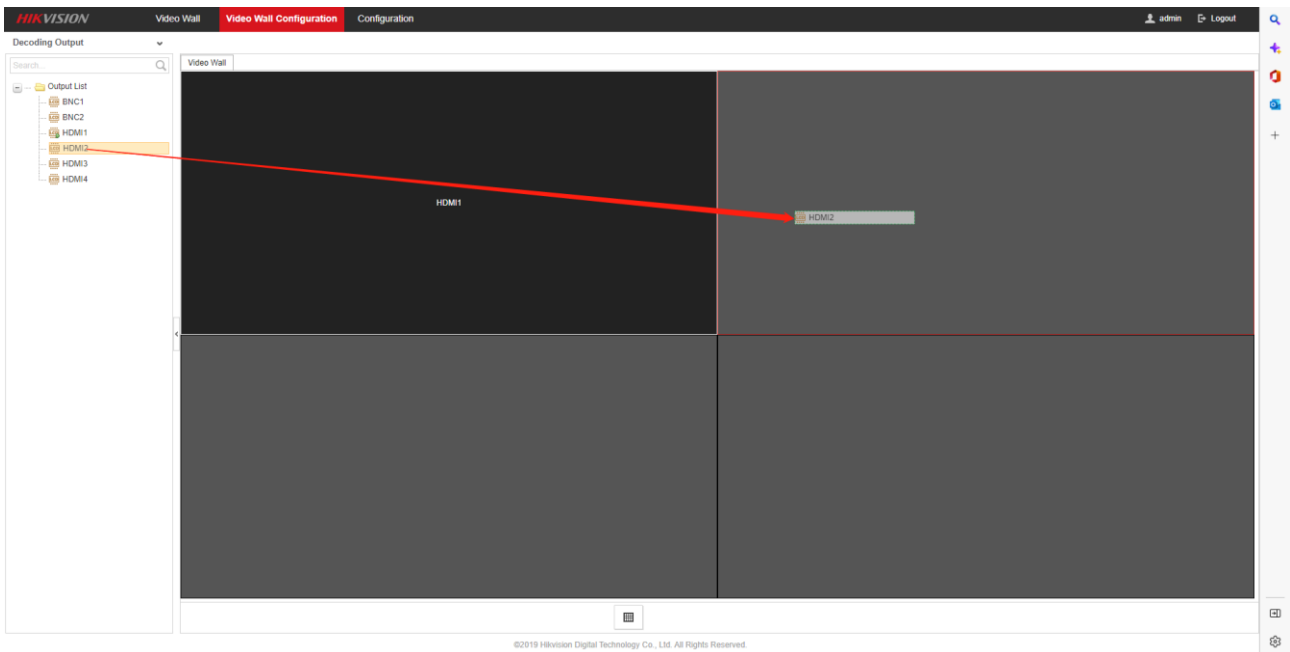 HIKVISION Video Wall Video Wall Configuration Configuration admin Logout
Decoding Output
Search...
Video Wall
Output List
BNC1
BNC2
HDMI1
HDMI2
HDMI3
HDMI4
HDMI1
HDMI2
©2019 Hikvision Digital Technology Co., Ltd. All Rights Reserved.